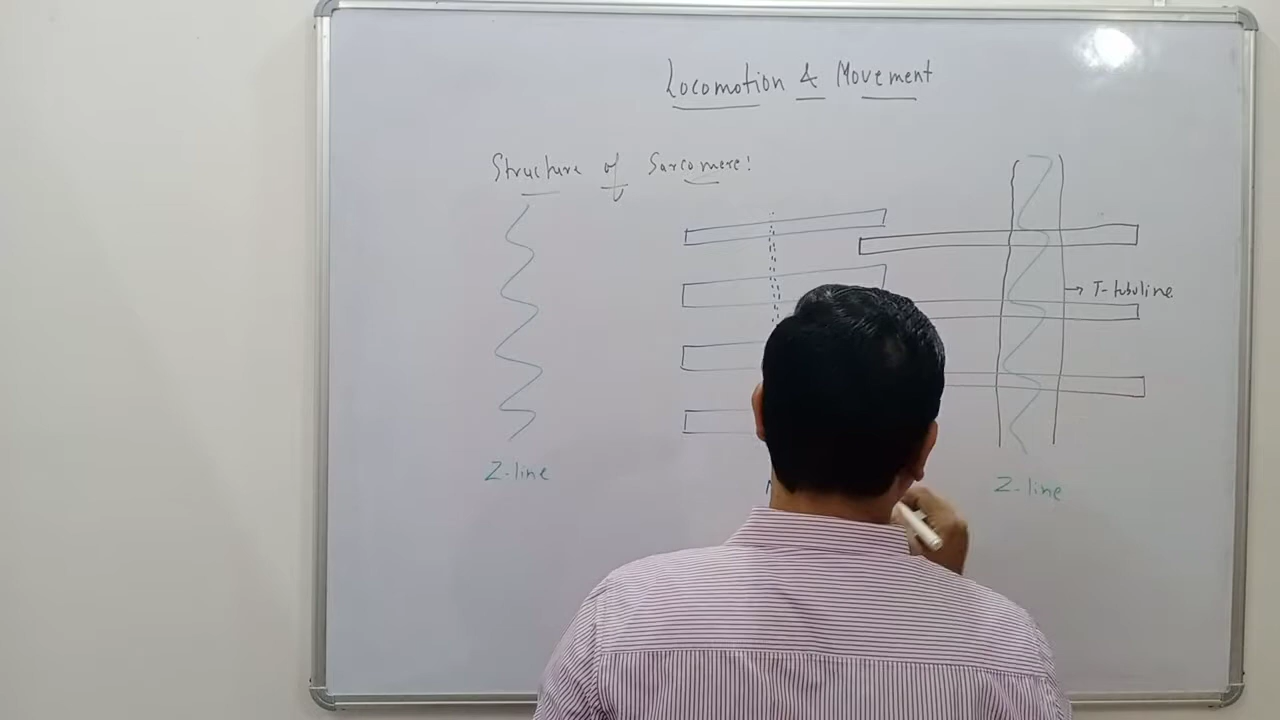 Locomotion & Movement
Structure of Sarcomere:
T-tubuline
Z-line
Z-line